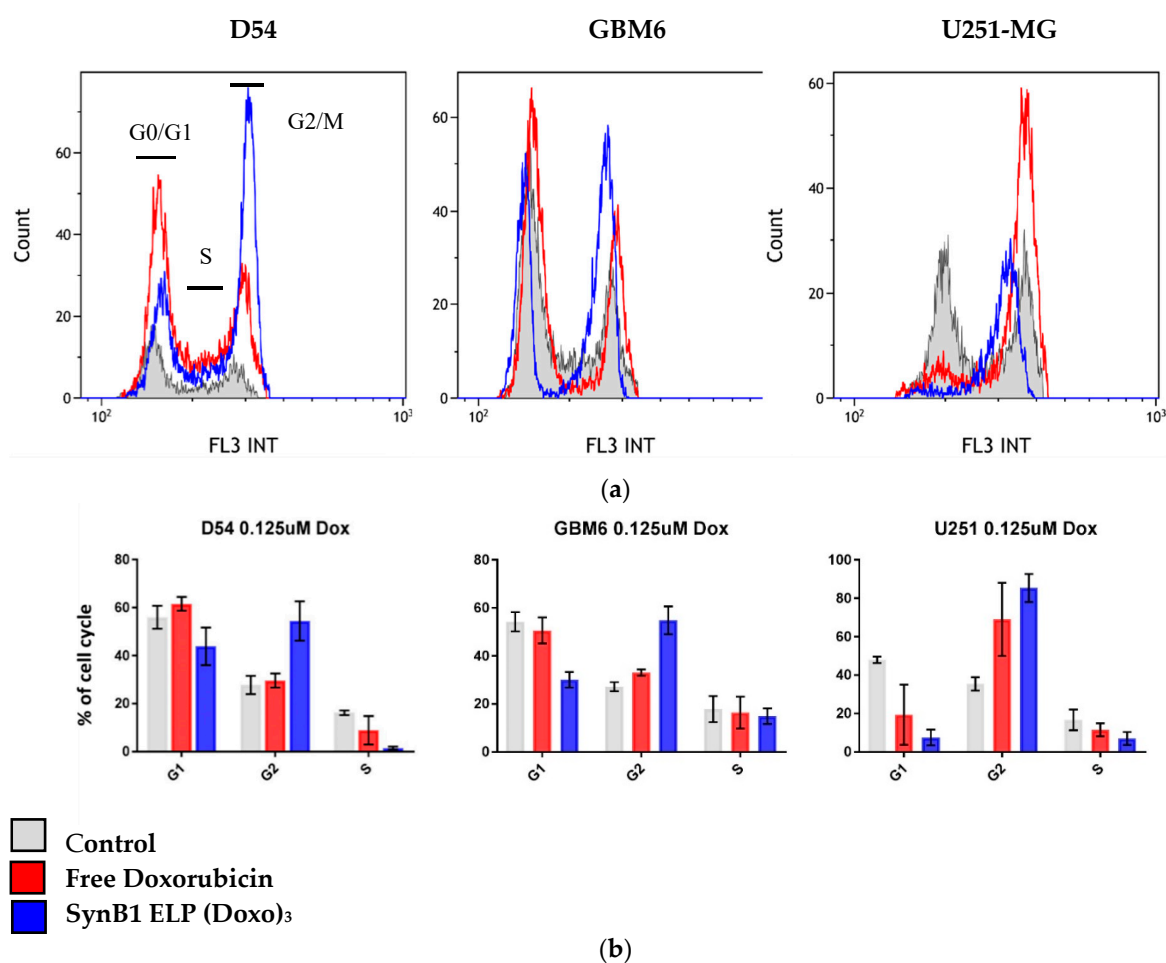 D54 GBM6 U251-MG
G0/G1 S G2/M
Count
0 20 40 60
10² 10³
FL3 INT
Count
0 20 40 60
10²
FL3 INT
Count
0 20 40 60
10² 10³
FL3 INT
(a)
D54 0.125uM Dox
% of cell cycle
0 20 40 60 80
G1 G2 S
GBM6 0.125uM Dox
0 20 40 60 80
G1 G2 S
U251 0.125uM Dox
0 20 40 60 80 100
G1 G2 S
Control
Free Doxorubicin
SynB1 ELP (Doxo)₃
(b)